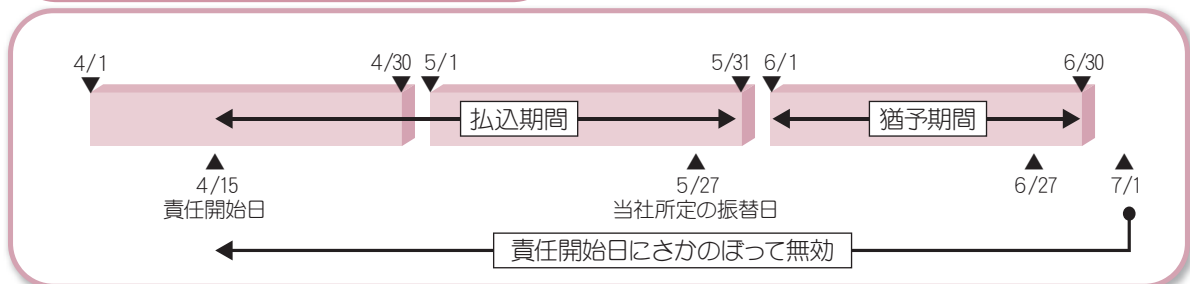 4/1 4/30 5/1 5/31 6/1 6/30
払込期間 猶予期間
4/15 5/27 6/27 7/1
責任開始日 当社所定の振替日
責任開始日にさかのぼって無効